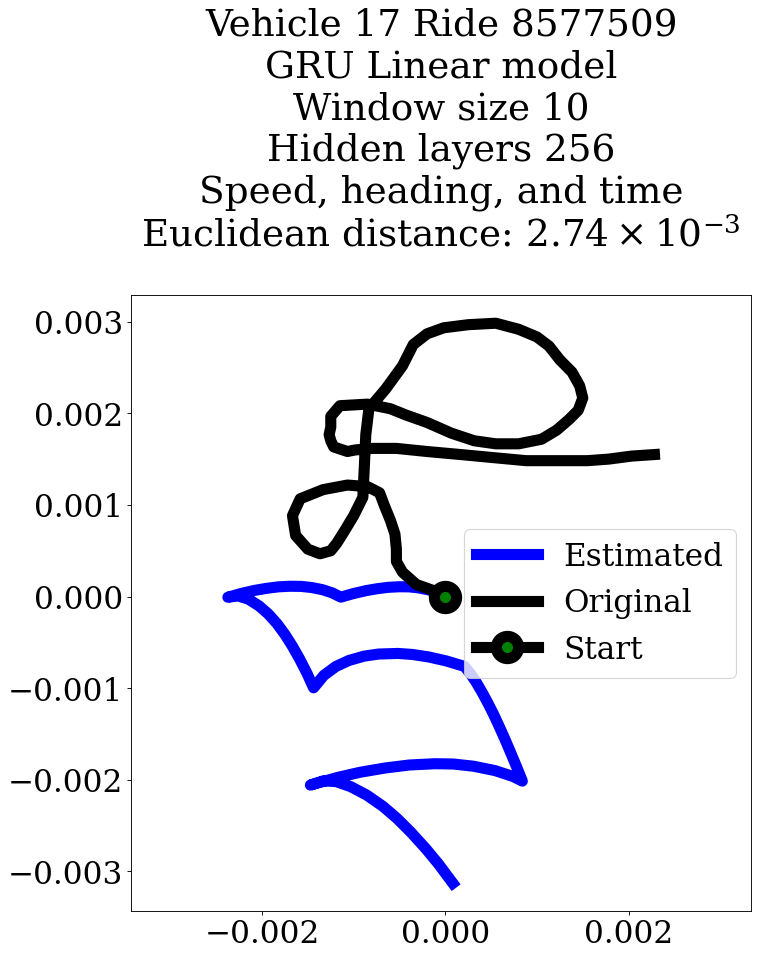 Vehicle 17 Ride 8577509
GRU Linear model
Window size 10
Hidden layers 256
Speed, heading, and time
Euclidean distance: 2.74 × 10⁻³
0.003
0.002
0.001
0.000
−0.001
−0.002
−0.003
Estimated
Original
Start
−0.002 0.000 0.002